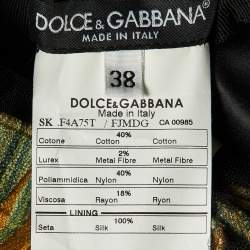 DOLCE&GABBANA
MADE IN ITALY
38
DOLCE&GABBANA
MADE IN ITALY
SK .F4A75T / FJMDG CA 00985
40%
Cotone Cotton Cotton
2%
Lurex Metal Fibre Metal Fibre
40%
Poliammidica Nylon Nylon
18%
Viscosa Rayon Rayon
LINING
100%
Seta Silk Silk